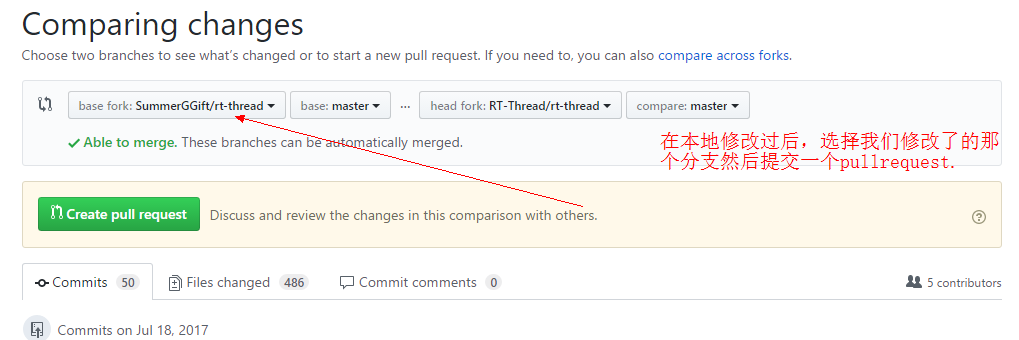 Comparing changes
Choose two branches to see what's changed or to start a new pull request. If you need to, you can also compare across forks.
base fork: SummerGGift/rt-thread base: master ... head fork: RT-Thread/rt-thread compare: master
Able to merge. These branches can be automatically merged.
在本地修改过后，选择我们修改了的那
个分支然后提交一个pullrequest.
Create pull request Discuss and review the changes in this comparison with others.
Commits 50 Files changed 486 Commit comments 0 5 contributors
Commits on Jul 18, 2017